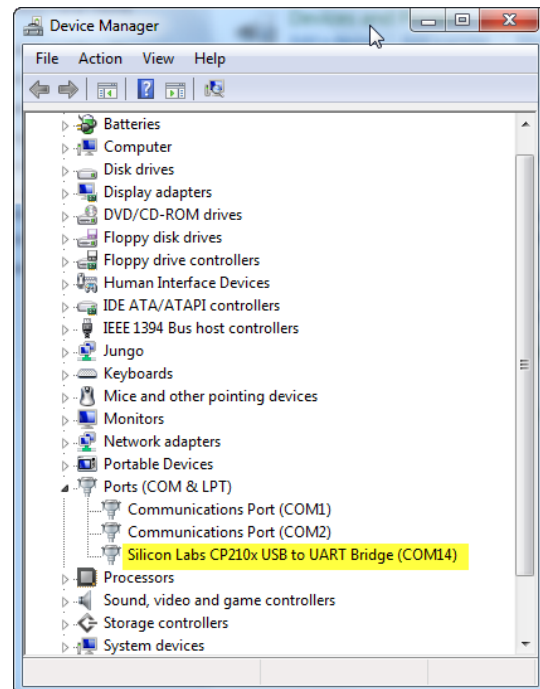 Device Manager
File Action View Help
Batteries
Computer
Disk drives
Display adapters
DVD/CD-ROM drives
Floppy disk drives
Floppy drive controllers
Human Interface Devices
IDE ATA/ATAPI controllers
IEEE 1394 Bus host controllers
Jungo
Keyboards
Mice and other pointing devices
Monitors
Network adapters
Portable Devices
Ports (COM & LPT)
Communications Port (COM1)
Communications Port (COM2)
Silicon Labs CP210x USB to UART Bridge (COM14)
Processors
Sound, video and game controllers
Storage controllers
System devices